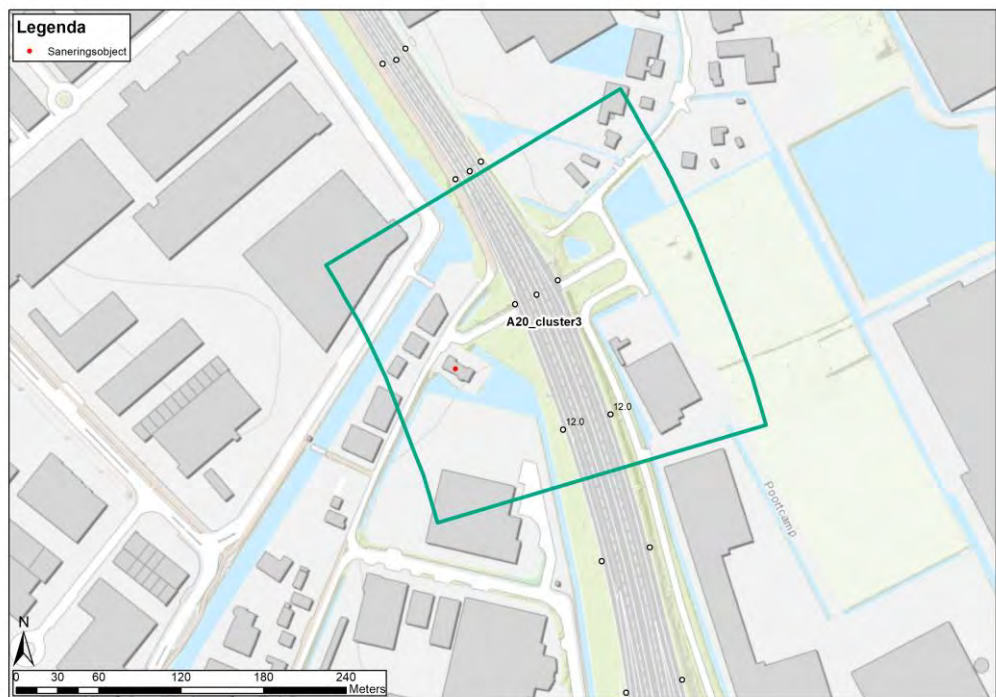 Legenda
Saneringsobject
A20_cluster3
12.0
12.0
Poortcamp
N
0 30 60 120 180 240
Meters